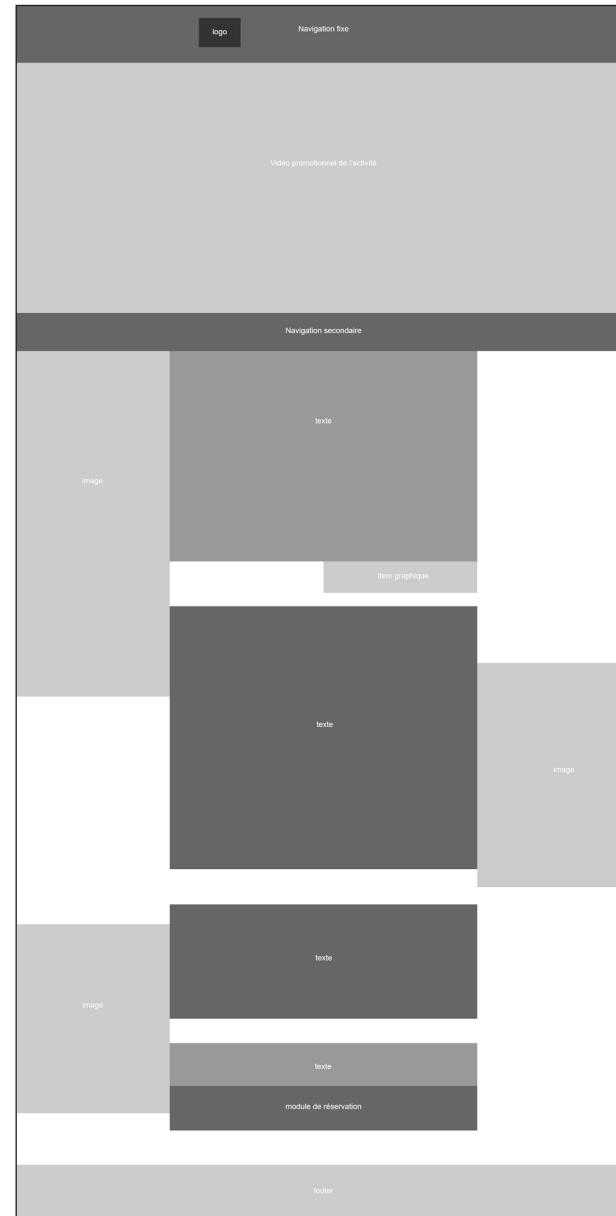 logo
Navigation fixe
Vidéo promotionnel de l'activité
Navigation secondaire
texte
image
Item graphique
texte
image
texte
image
texte
module de réservation
footer